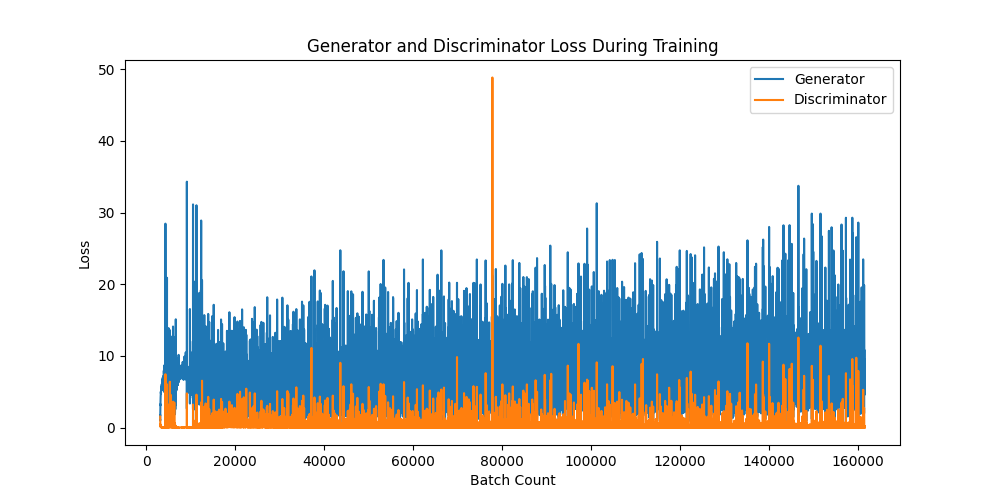 Generator and Discriminator Loss During Training
Generator
Discriminator
Loss
50
40
30
20
10
0
0 20000 40000 60000 80000 100000 120000 140000 160000
Batch Count